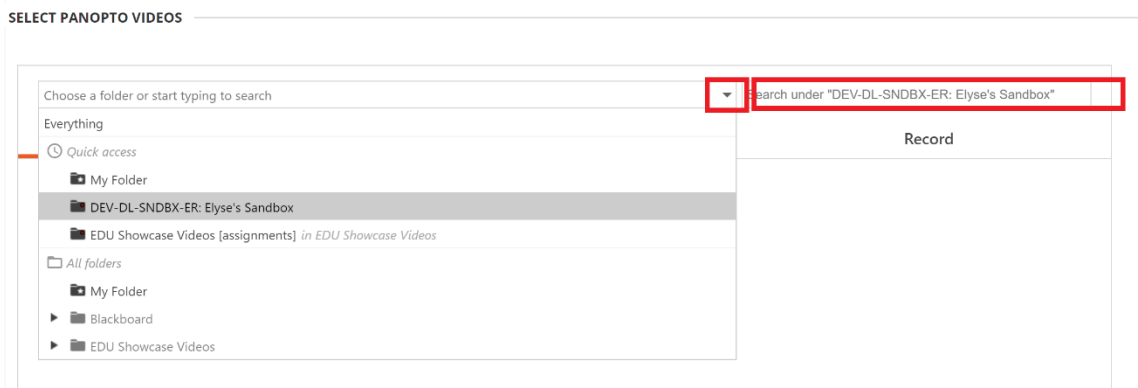 SELECT PANOPTO VIDEOS
Choose a folder or start typing to search
Search under "DEV-DL-SNDBX-ER: Elyse's Sandbox"
Everything
Record
Quick access
My Folder
DEV-DL-SNDBX-ER: Elyse's Sandbox
EDU Showcase Videos [assignments] in EDU Showcase Videos
All folders
My Folder
Blackboard
EDU Showcase Videos